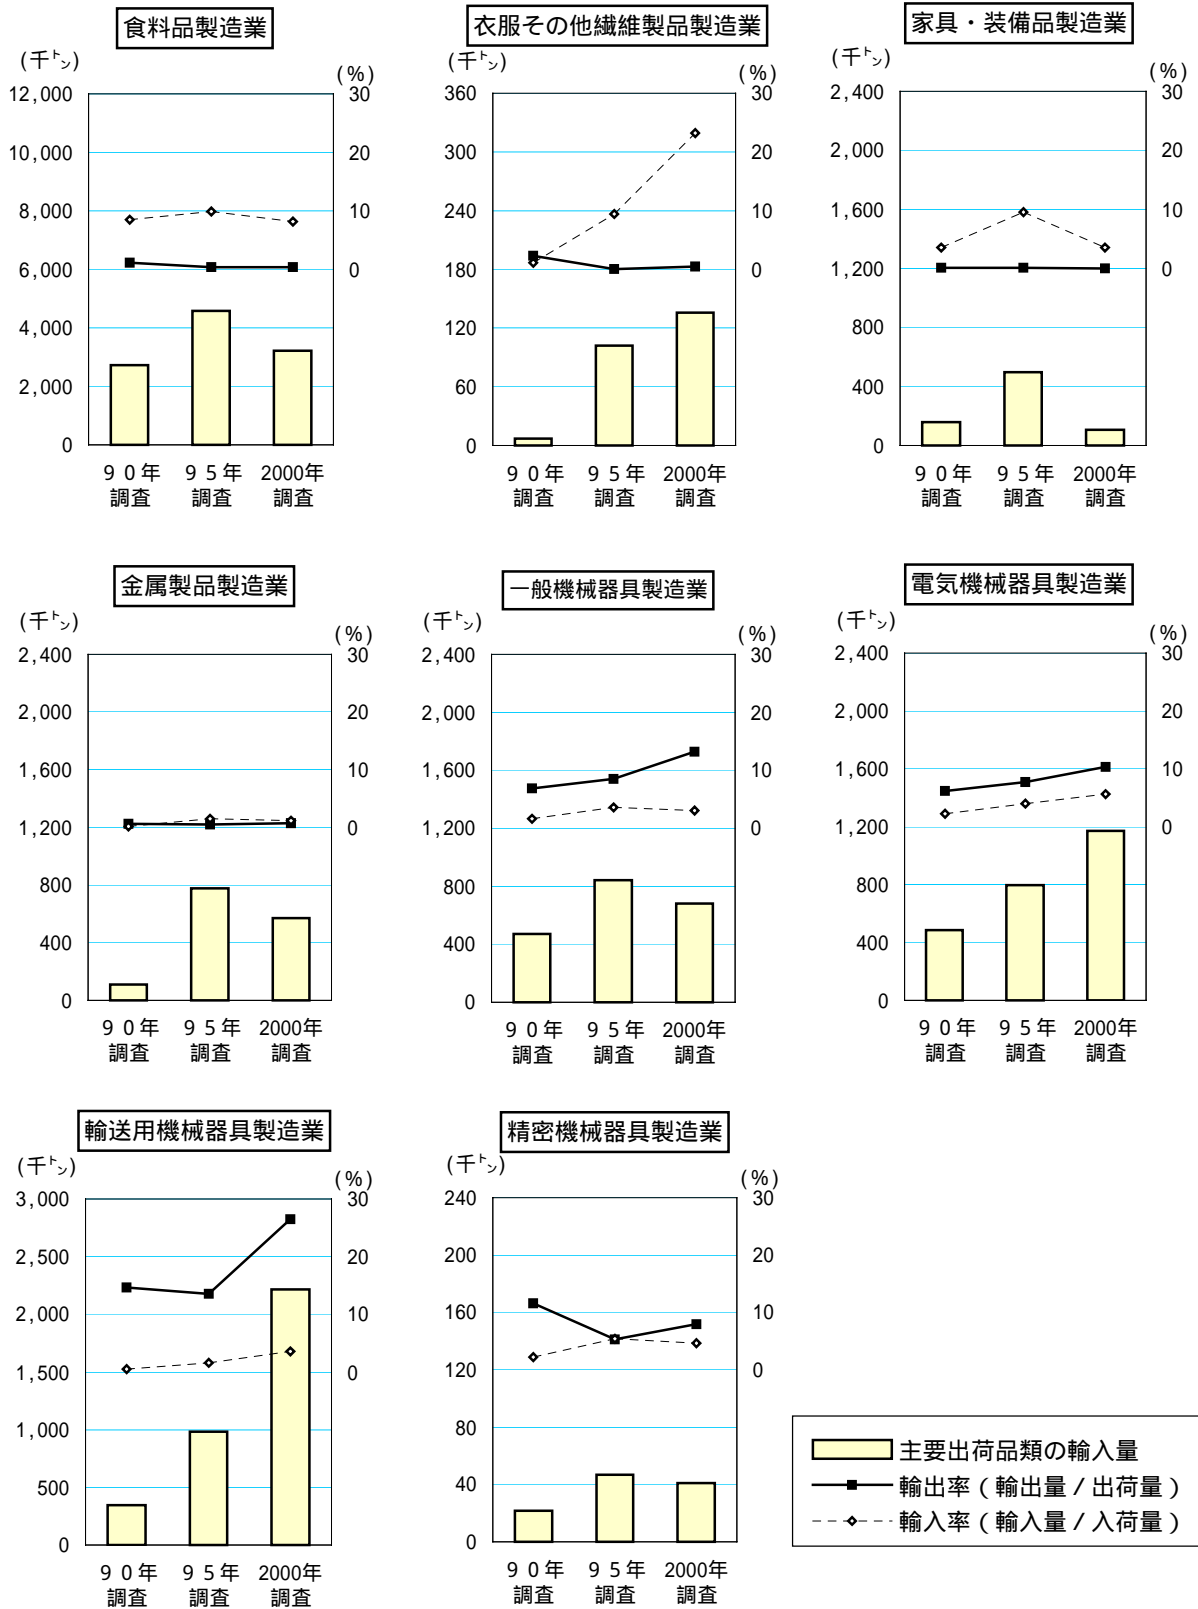 食料品製造業
(千㌧)
(%)
12,000
10,000
8,000
6,000
4,000
2,000
0
30
20
10
0
９０年
調査
９５年
調査
2000年
調査
衣服その他繊維製品製造業
(千㌧)
(%)
360
300
240
180
120
60
0
30
20
10
0
９０年
調査
９５年
調査
2000年
調査
家具・装備品製造業
(千㌧)
(%)
2,400
2,000
1,600
1,200
800
400
0
30
20
10
0
９０年
調査
９５年
調査
2000年
調査
金属製品製造業
(千㌧)
(%)
2,400
2,000
1,600
1,200
800
400
0
30
20
10
0
９０年
調査
９５年
調査
2000年
調査
一般機械器具製造業
(千㌧)
(%)
2,400
2,000
1,600
1,200
800
400
0
30
20
10
0
９０年
調査
９５年
調査
2000年
調査
電気機械器具製造業
(千㌧)
(%)
2,400
2,000
1,600
1,200
800
400
0
30
20
10
0
９０年
調査
９５年
調査
2000年
調査
輸送用機械器具製造業
(千㌧)
(%)
3,000
2,500
2,000
1,500
1,000
500
0
30
20
10
0
９０年
調査
９５年
調査
2000年
調査
精密機械器具製造業
(千㌧)
(%)
240
200
160
120
80
40
0
30
20
10
0
９０年
調査
９５年
調査
2000年
調査
主要出荷品類の輸入量
輸出率（輸出量／出荷量）
輸入率（輸入量／入荷量）